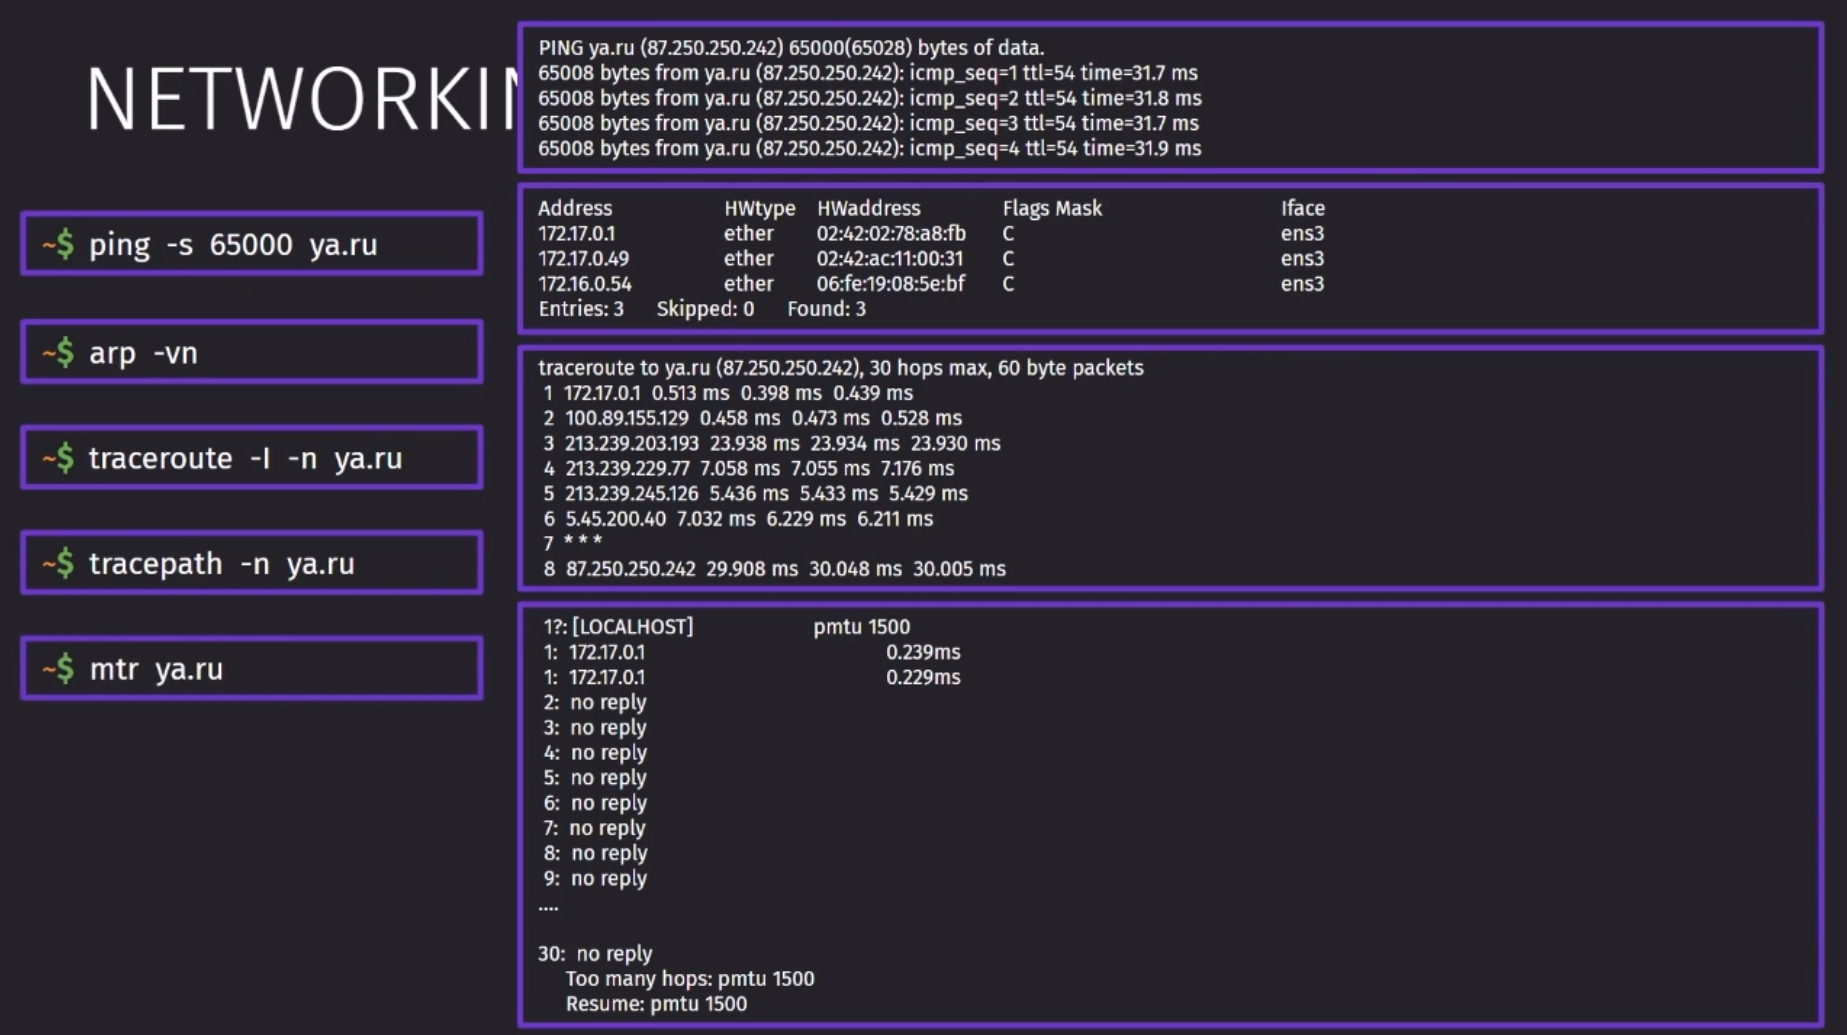 NETWORKIN
~$ ping -s 65000 ya.ru
~$ arp -vn
~$ traceroute -I -n ya.ru
~$ tracepath -n ya.ru
~$ mtr ya.ru
PING ya.ru (87.250.250.242) 65000(65028) bytes of data.
65008 bytes from ya.ru (87.250.250.242): icmp_seq=1 ttl=54 time=31.7 ms
65008 bytes from ya.ru (87.250.250.242): icmp_seq=2 ttl=54 time=31.8 ms
65008 bytes from ya.ru (87.250.250.242): icmp_seq=3 ttl=54 time=31.7 ms
65008 bytes from ya.ru (87.250.250.242): icmp_seq=4 ttl=54 time=31.9 ms
Address HWtype HWaddress Flags Mask Iface
172.17.0.1 ether 02:42:02:78:a8:fb C ens3
172.17.0.49 ether 02:42:ac:11:00:31 C ens3
172.16.0.54 ether 06:fe:19:08:5e:bf C ens3
Entries: 3 Skipped: 0 Found: 3
traceroute to ya.ru (87.250.250.242), 30 hops max, 60 byte packets
1 172.17.0.1 0.513 ms 0.398 ms 0.439 ms
2 100.89.155.129 0.458 ms 0.473 ms 0.528 ms
3 213.239.203.193 23.938 ms 23.934 ms 23.930 ms
4 213.239.229.77 7.058 ms 7.055 ms 7.176 ms
5 213.239.245.126 5.436 ms 5.433 ms 5.429 ms
6 5.45.200.40 7.032 ms 6.229 ms 6.211 ms
7 * * *
8 87.250.250.242 29.908 ms 30.048 ms 30.005 ms
1?: [LOCALHOST] pmtu 1500
1: 172.17.0.1 0.239ms
1: 172.17.0.1 0.229ms
2: no reply
3: no reply
4: no reply
5: no reply
6: no reply
7: no reply
8: no reply
9: no reply
....
30: no reply
Too many hops: pmtu 1500
Resume: pmtu 1500